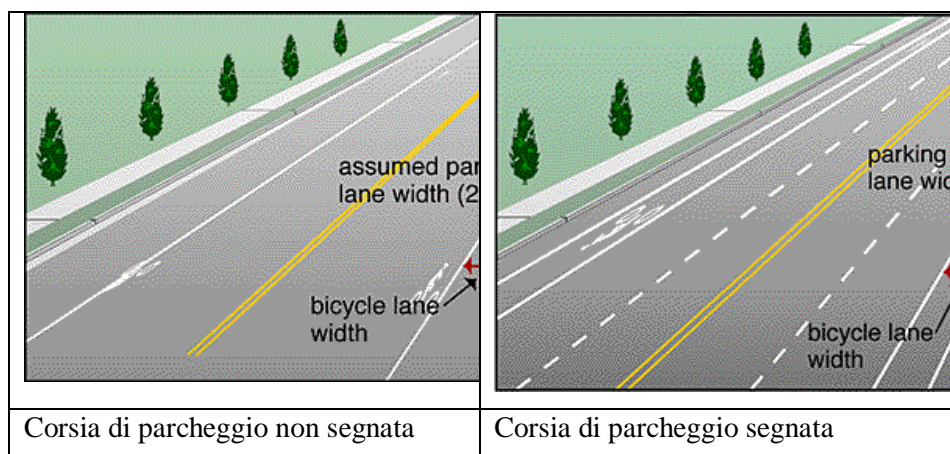 assumed par
lane width (2
bicycle lane
width
parking
lane wid
bicycle lane
width
Corsia di parcheggio non segnata
Corsia di parcheggio segnata